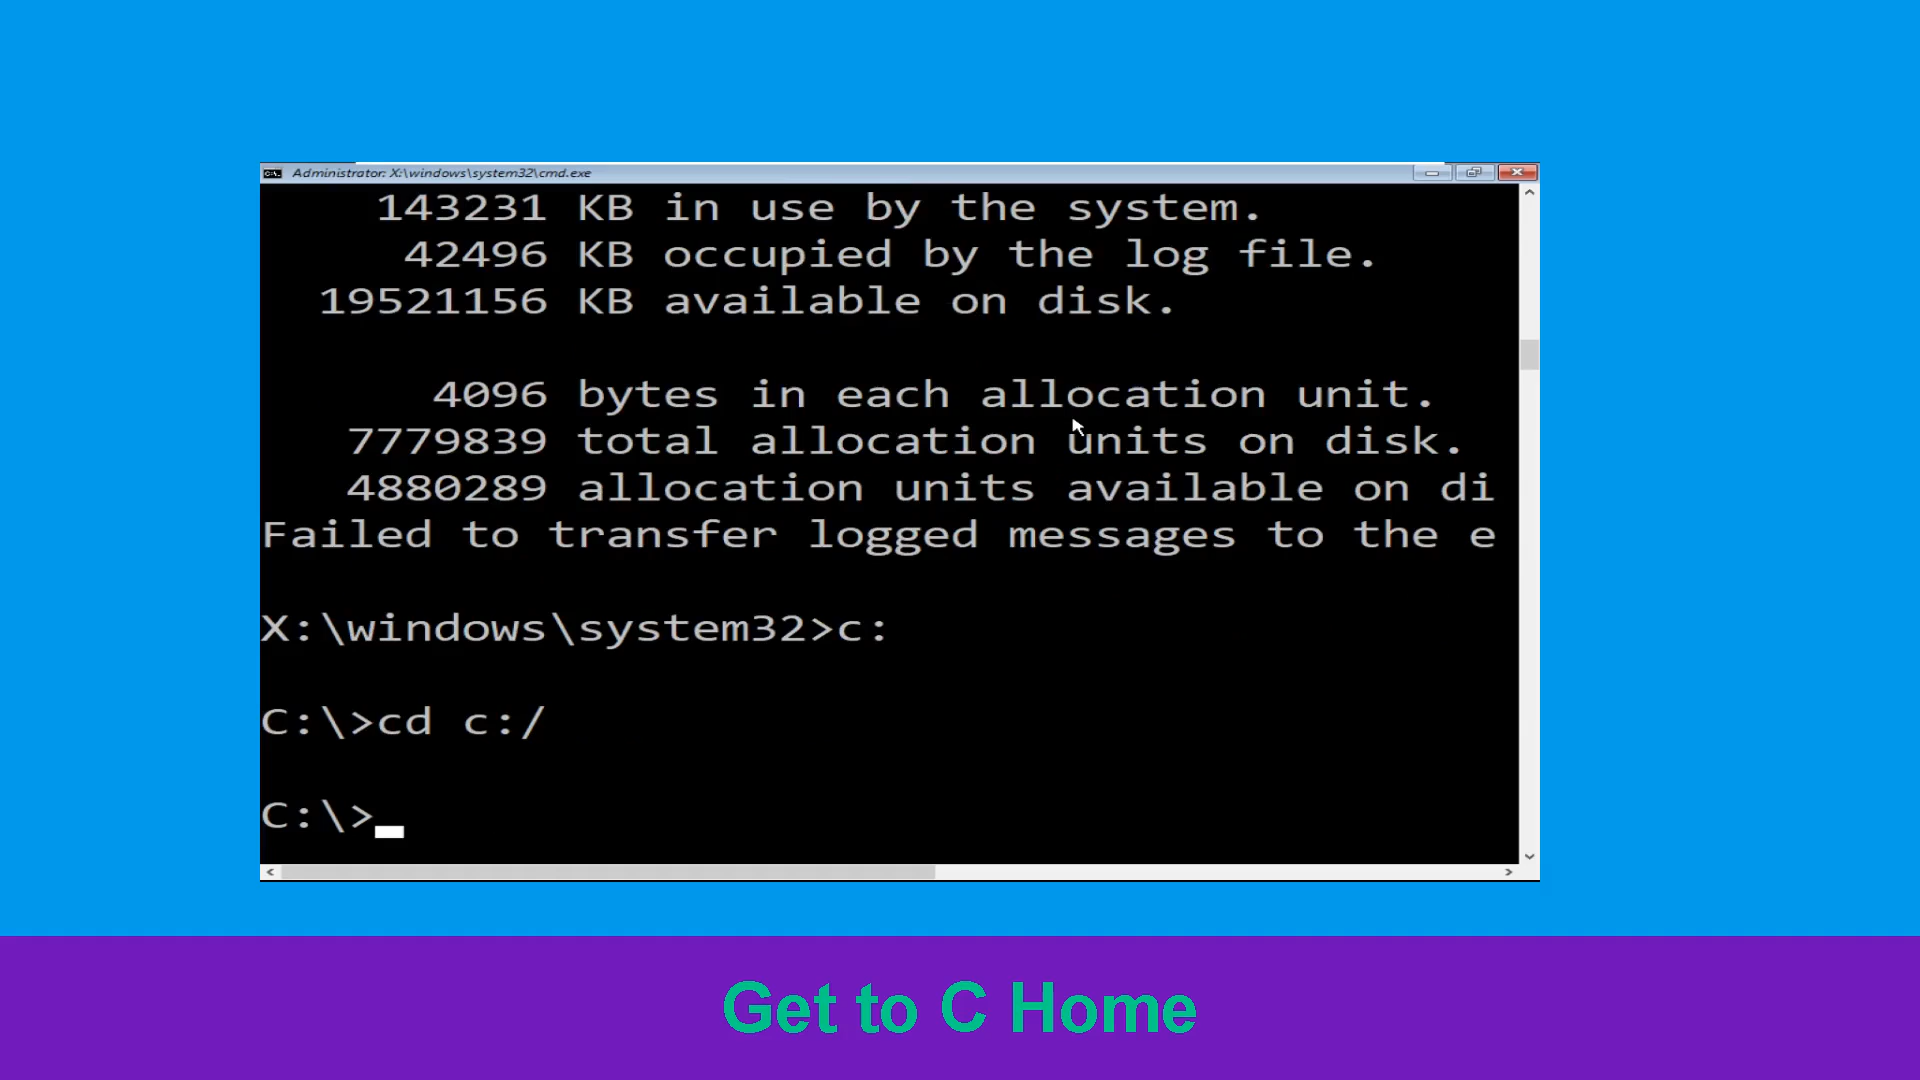 Administrator: X:\windows\system32\cmd.exe
143231 KB in use by the system.
42496 KB occupied by the log file.
19521156 KB available on disk.
4096 bytes in each allocation unit.
7779839 total allocation units on disk.
4880289 allocation units available on di
Failed to transfer logged messages to the e
X:\windows\system32>c:
C:\>cd c:/
C:\>
Get to C Home